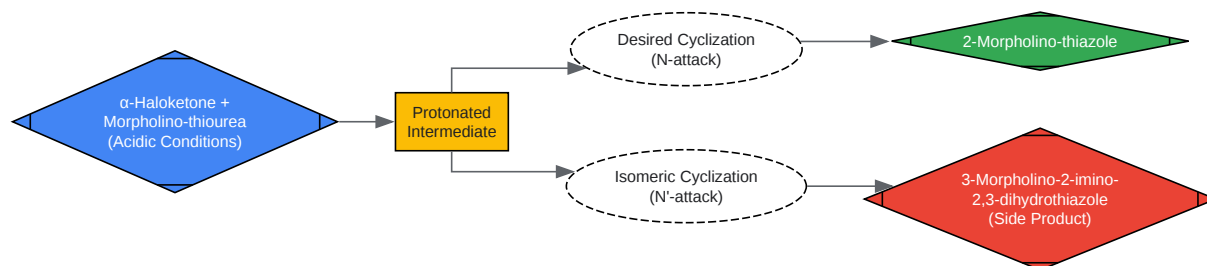 α-Haloketone +
Morpholino-thiourea
(Acidic Conditions)
Protonated
Intermediate
Desired Cyclization
(N-attack)
2-Morpholino-thiazole
Isomeric Cyclization
(N'-attack)
3-Morpholino-2-imino-
2,3-dihydrothiazole
(Side Product)